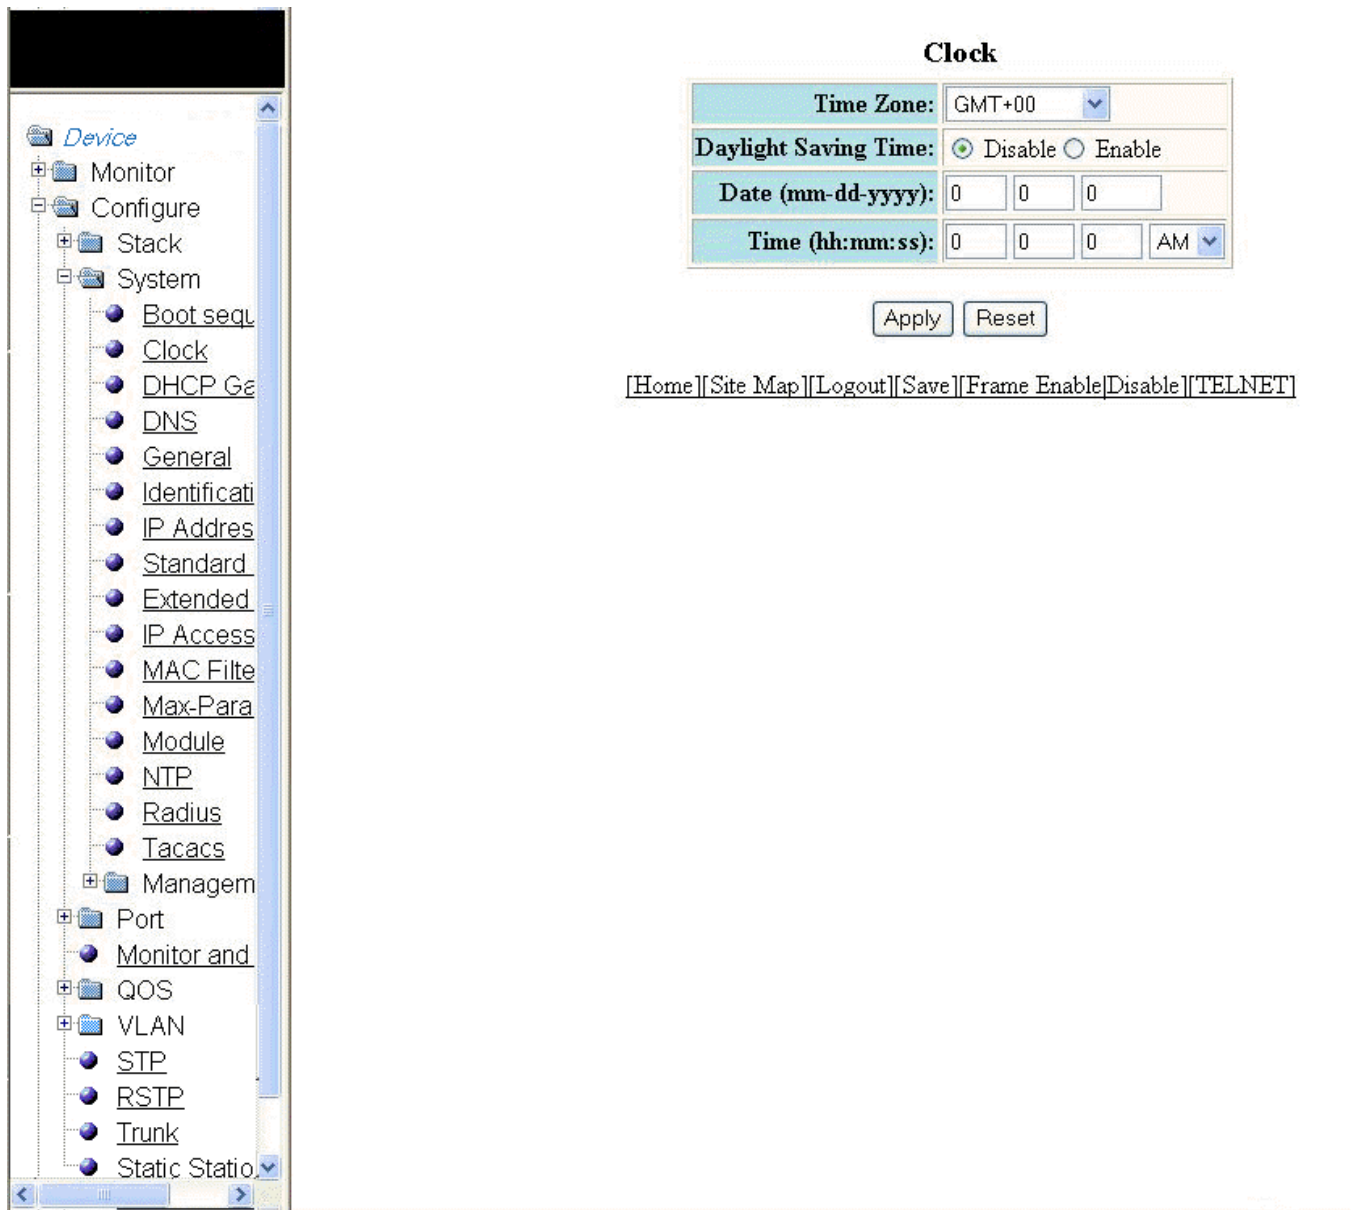 Device
Monitor
Configure
Stack
System
Boot sequ
Clock
DHCP Ga
DNS
General
Identificati
IP Addres
Standard
Extended
IP Access
MAC Filte
Max-Para
Module
NTP
Radius
Tacacs
Managem
Port
Monitor and
QOS
VLAN
STP
RSTP
Trunk
Static Statio
Clock
Time Zone: GMT+00
Daylight Saving Time: Disable Enable
Date (mm-dd-yyyy): 0 0 0
Time (hh:mm:ss): 0 0 0 AM
Apply Reset
[Home][Site Map][Logout][Save][Frame Enable|Disable][TELNET]